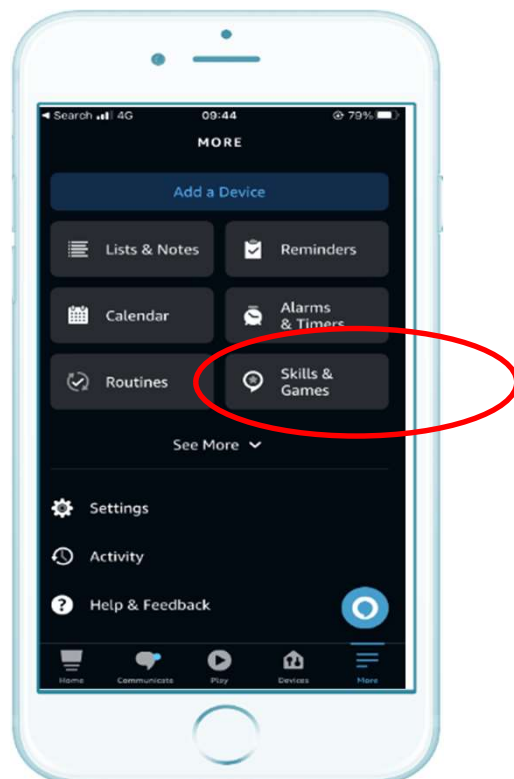 Search 4G 09:44 79%
MORE
Add a Device
Lists & Notes
Reminders
Calendar
Alarms
& Timers
Routines
Skills &
Games
See More
Settings
Activity
? Help & Feedback
Home Communicate Play Devices More